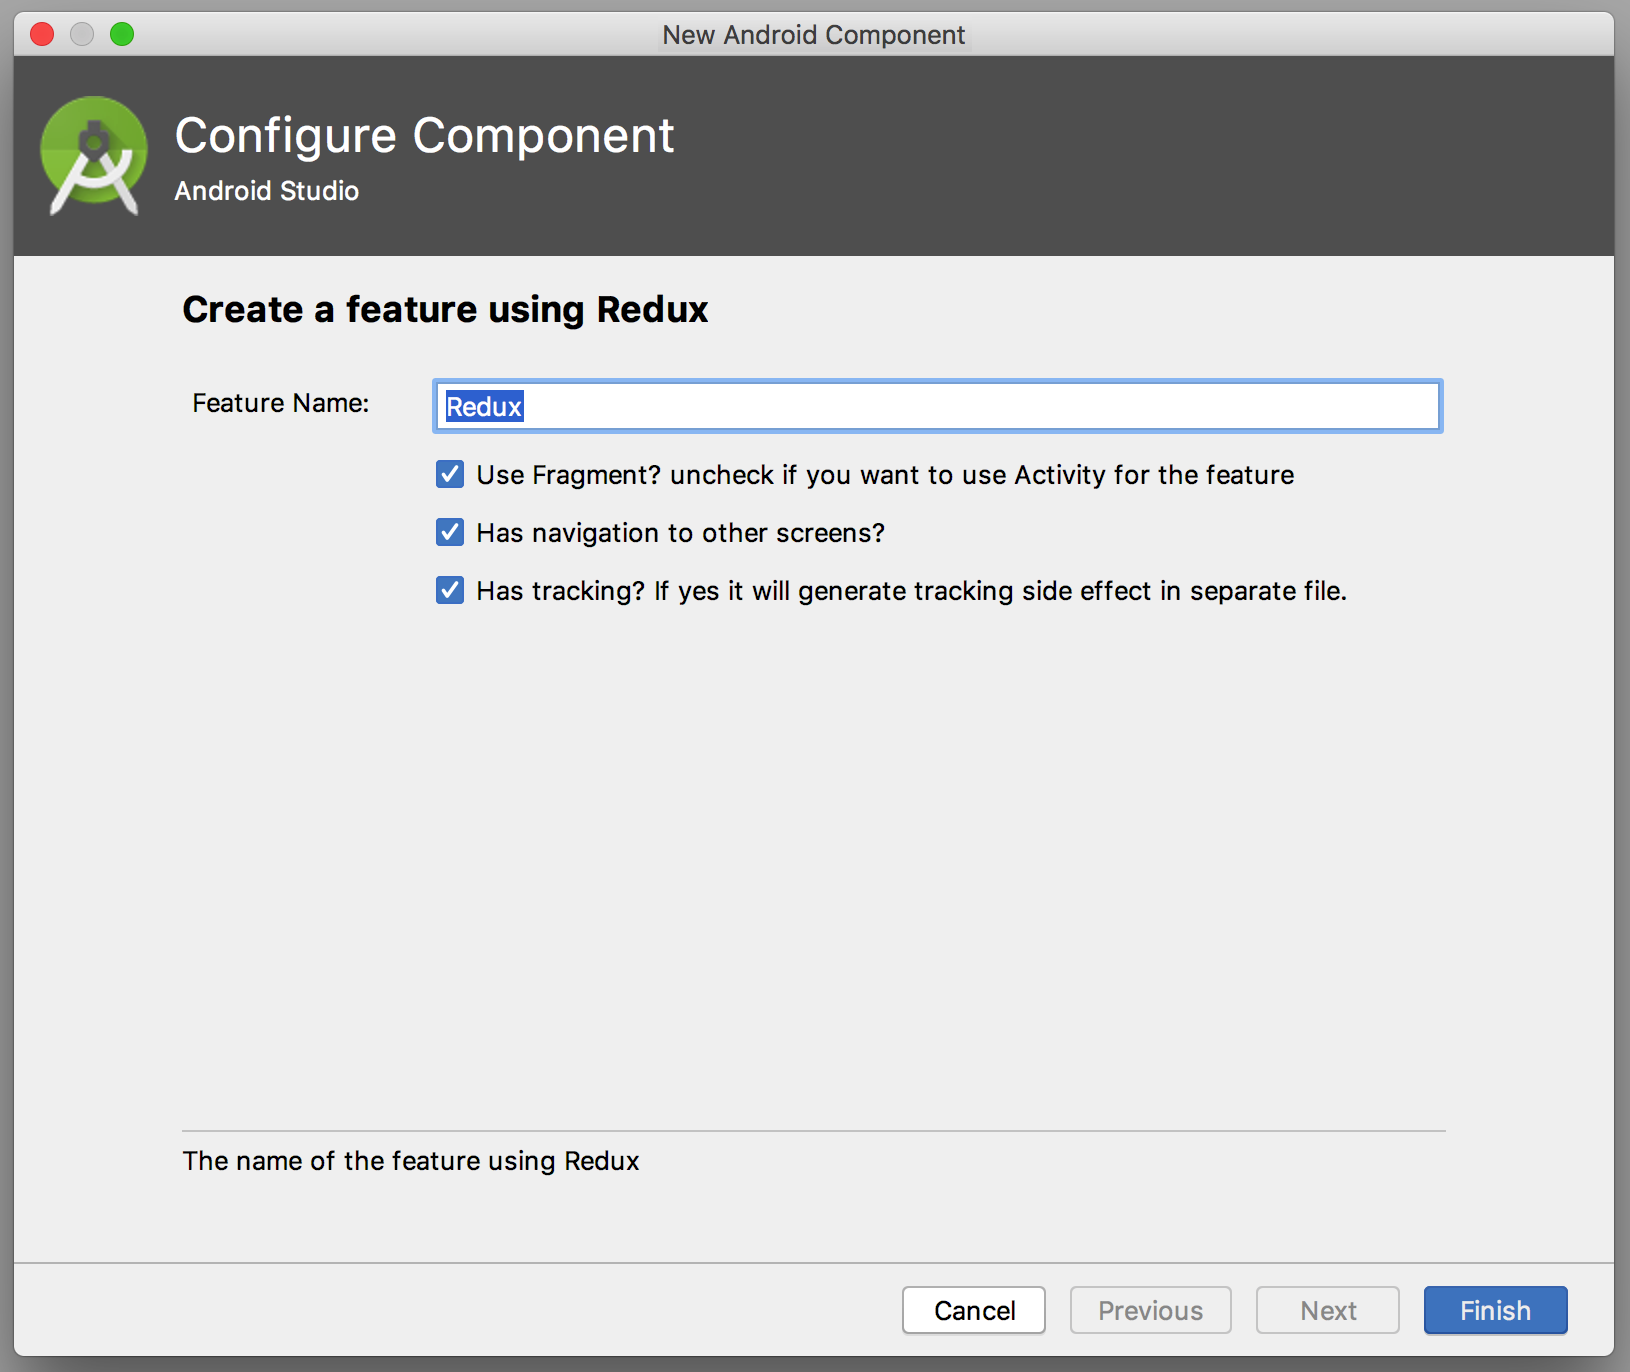 New Android Component
Configure Component
Android Studio
Create a feature using Redux
Feature Name:
Redux
Use Fragment? uncheck if you want to use Activity for the feature
Has navigation to other screens?
Has tracking? If yes it will generate tracking side effect in separate file.
The name of the feature using Redux
Cancel
Previous
Next
Finish